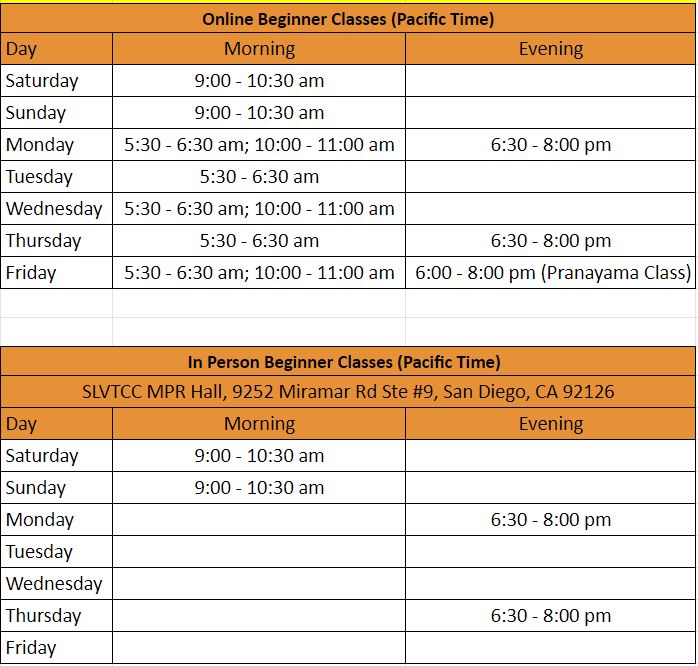 Online Beginner Classes (Pacific Time)
Day Morning Evening
Saturday 9:00 - 10:30 am
Sunday 9:00 - 10:30 am
Monday 5:30 - 6:30 am; 10:00 - 11:00 am 6:30 - 8:00 pm
Tuesday 5:30 - 6:30 am
Wednesday 5:30 - 6:30 am; 10:00 - 11:00 am
Thursday 5:30 - 6:30 am 6:30 - 8:00 pm
Friday 5:30 - 6:30 am; 10:00 - 11:00 am 6:00 - 8:00 pm (Pranayama Class)
In Person Beginner Classes (Pacific Time)
SLVTCC MPR Hall, 9252 Miramar Rd Ste #9, San Diego, CA 92126
Day Morning Evening
Saturday 9:00 - 10:30 am
Sunday 9:00 - 10:30 am
Monday 6:30 - 8:00 pm
Tuesday
Wednesday
Thursday 6:30 - 8:00 pm
Friday